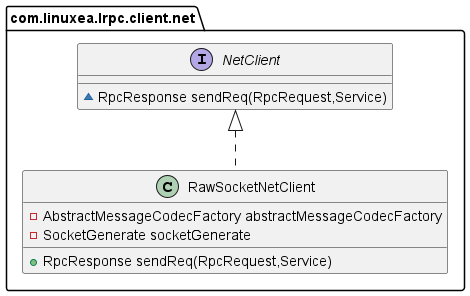 com.linuxea.lrpc.client.net
I NetClient
RpcResponse sendReq(RpcRequest,Service)
C RawSocketNetClient
AbstractMessageCodecFactory abstractMessageCodecFactory
SocketGenerate socketGenerate
RpcResponse sendReq(RpcRequest,Service)